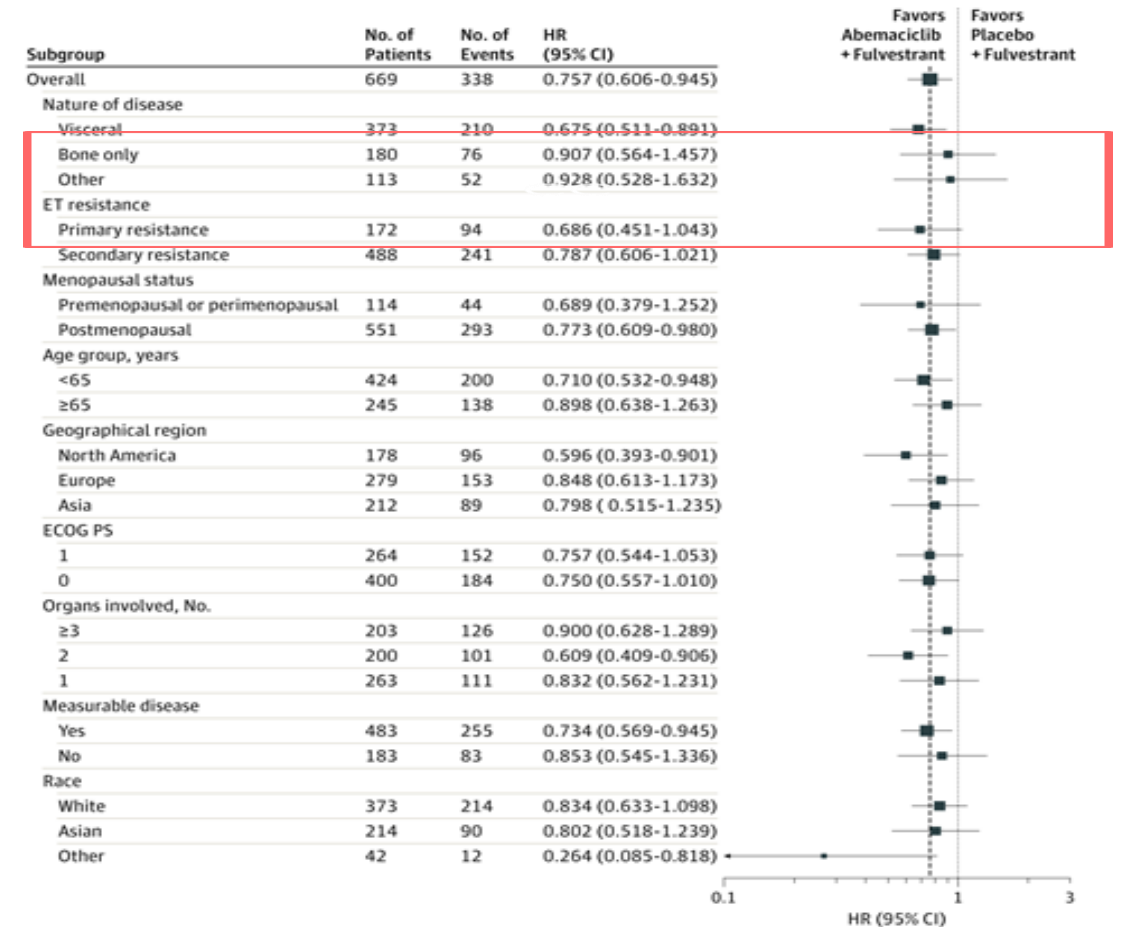 Favors Favors
No. of No. of HR Abemaciclib Placebo
Subgroup Patients Events (95% CI) + Fulvestrant + Fulvestrant
Overall 669 338 0.757 (0.606-0.945)
Nature of disease
Visceral 373 210 0.675 (0.511-0.891)
Bone only 180 76 0.907 (0.564-1.457)
Other 113 52 0.928 (0.528-1.632)
ET resistance
Primary resistance 172 94 0.686 (0.451-1.043)
Secondary resistance 488 241 0.787 (0.606-1.021)
Menopausal status
Premenopausal or perimenopausal 114 44 0.689 (0.379-1.252)
Postmenopausal 551 293 0.773 (0.609-0.980)
Age group, years
<65 424 200 0.710 (0.532-0.948)
≥65 245 138 0.898 (0.638-1.263)
Geographical region
North America 178 96 0.596 (0.393-0.901)
Europe 279 153 0.848 (0.613-1.173)
Asia 212 89 0.798 ( 0.515-1.235)
ECOG PS
1 264 152 0.757 (0.544-1.053)
0 400 184 0.750 (0.557-1.010)
Organs involved, No.
≥3 203 126 0.900 (0.628-1.289)
2 200 101 0.609 (0.409-0.906)
1 263 111 0.832 (0.562-1.231)
Measurable disease
Yes 483 255 0.734 (0.569-0.945)
No 183 83 0.853 (0.545-1.336)
Race
White 373 214 0.834 (0.633-1.098)
Asian 214 90 0.802 (0.518-1.239)
Other 42 12 0.264 (0.085-0.818)
0.1 1 3
HR (95% CI)